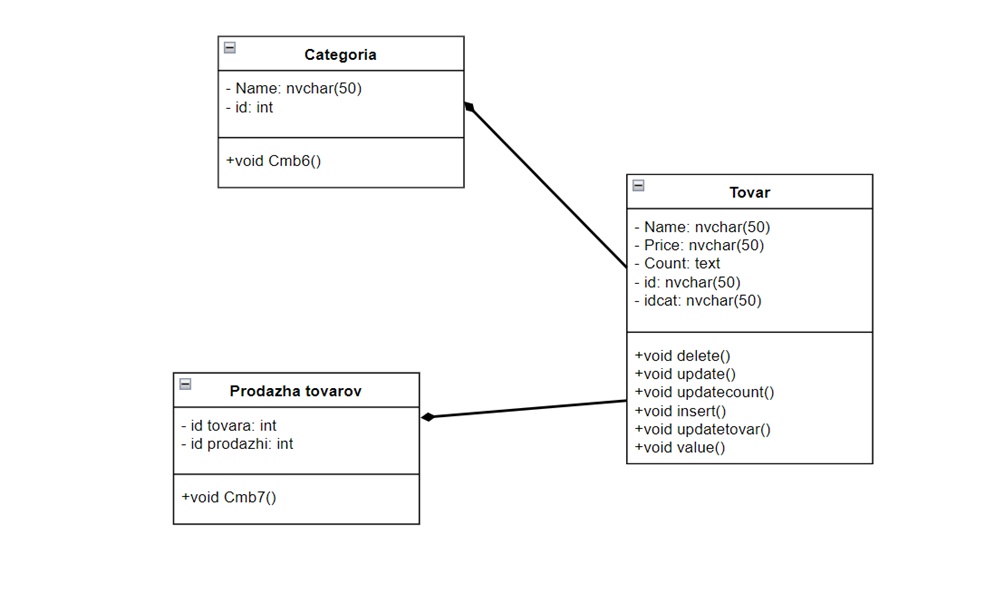 Categoria
- Name: nvchar(50)
- id: int
+void Cmb6()
Tovar
- Name: nvchar(50)
- Price: nvchar(50)
- Count: text
- id: nvchar(50)
- idcat: nvchar(50)
+void delete()
+void update()
+void updatecount()
+void insert()
+void updatetovar()
+void value()
Prodazha tovarov
- id tovara: int
- id prodazhi: int
+void Cmb7()